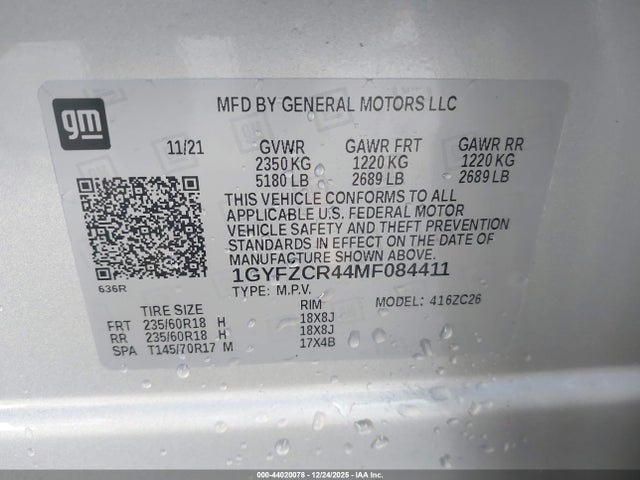 gm
MFD BY GENERAL MOTORS LLC
11/21 GVWR GAWR FRT GAWR RR
2350 KG 1220 KG 1220 KG
5180 LB 2689 LB 2689 LB
THIS VEHICLE CONFORMS TO ALL
APPLICABLE U.S. FEDERAL MOTOR
VEHICLE SAFETY AND THEFT PREVENTION
STANDARDS IN EFFECT ON THE DATE OF
MANUFACTURE SHOWN ABOVE.
636R 1GYFZCR44MF084411
TYPE: M.P.V. MODEL: 416ZC26
TIRE SIZE RIM
FRT 235/60R18 H 18X8J
RR 235/60R18 H 18X8J
SPA T145/70R17 M 17X4B
000-44020078 - 12/24/2025 - IAA Inc.